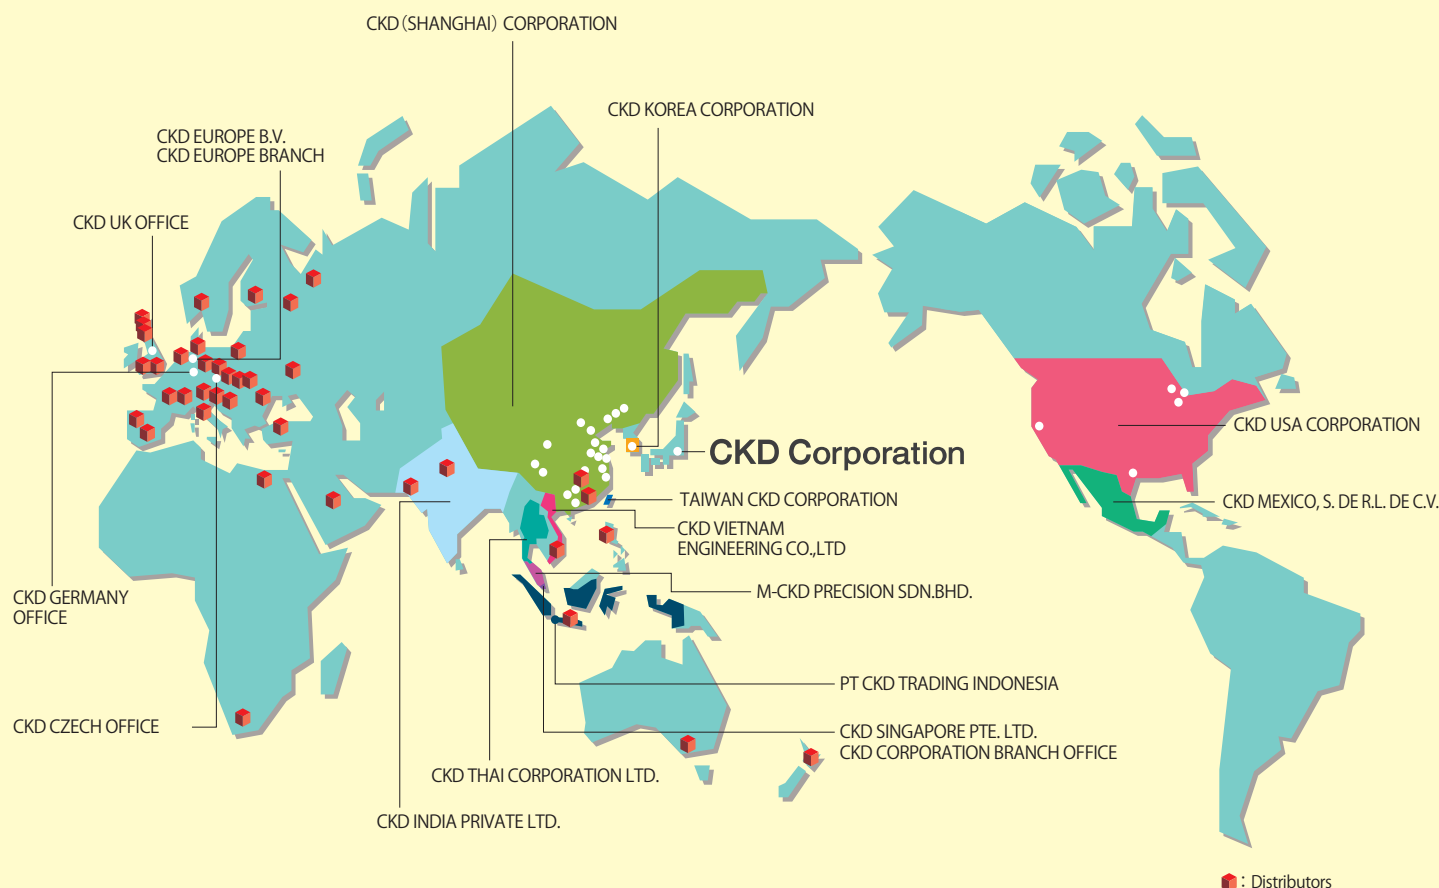 CKD（SHANGHAI）CORPORATION
CKD KOREA CORPORATION
CKD EUROPE B.V.
CKD EUROPE BRANCH
CKD UK OFFICE
CKD USA CORPORATION
CKD Corporation
TAIWAN CKD CORPORATION
CKD MEXICO, S. DE R.L. DE C.V.
CKD VIETNAM
ENGINEERING CO.,LTD
M-CKD PRECISION SDN.BHD.
CKD GERMANY
OFFICE
PT CKD TRADING INDONESIA
CKD CZECH OFFICE
CKD SINGAPORE PTE. LTD.
CKD CORPORATION BRANCH OFFICE
CKD THAI CORPORATION LTD.
CKD INDIA PRIVATE LTD.
: Distributors